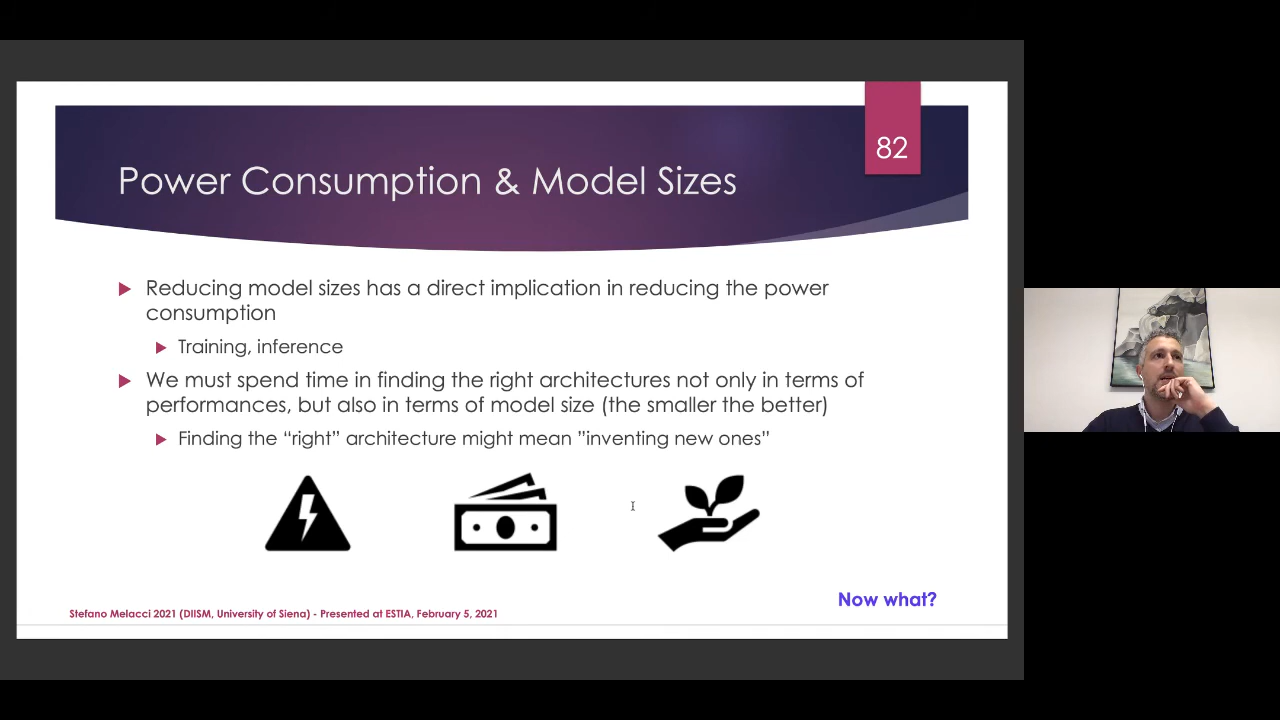 82
Power Consumption & Model Sizes
Reducing model sizes has a direct implication in reducing the power
consumption
Training, inference
We must spend time in finding the right architectures not only in terms of
performances, but also in terms of model size (the smaller the better)
Finding the “right” architecture might mean ”inventing new ones”
Now what?
Stefano Melacci 2021 (DIISM, University of Siena) - Presented at ESTIA, February 5, 2021